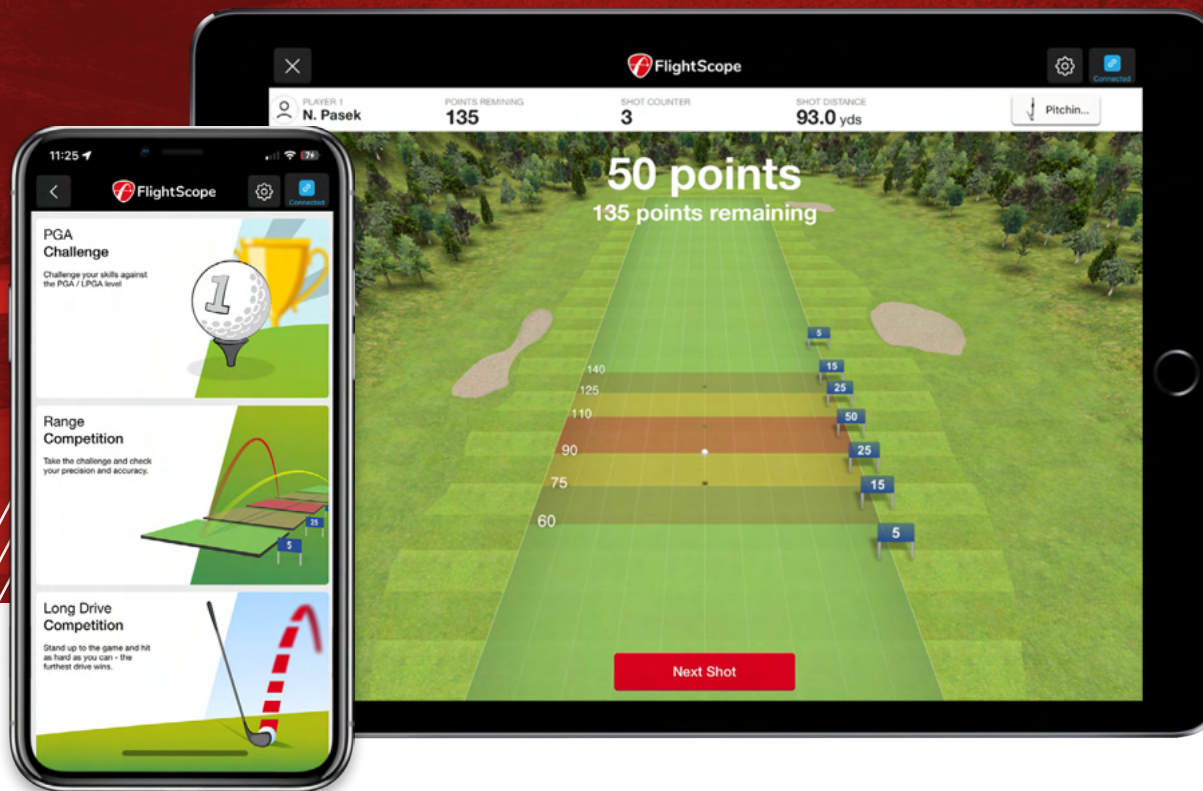 FlightScope
Connected
PLAYER 1
N. Pasek
POINTS REMINING
135
SHOT COUNTER
3
SHOT DISTANCE
93.0 yds
Pitchin...
50 points
135 points remaining
5
15
25
50
25
15
5
140
125
110
90
75
60
Next Shot
11:25
FlightScope
Connected
PGA
Challenge
Challenge your skills against
the PGA / LPGA level
1
Range
Competition
Take the challenge and check
your precision and accuracy.
25
5
Long Drive
Competition
Stand up to the game and hit
as hard as you can - the
furthest drive wins.